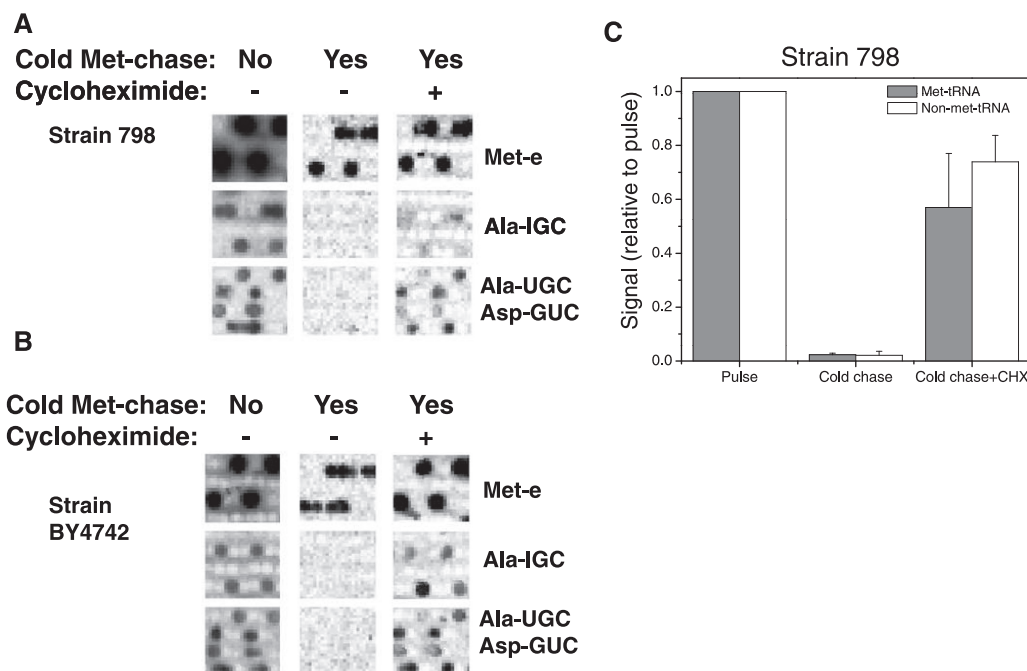 A
Cold Met-chase: No Yes Yes
Cycloheximide: - - +
Strain 798
Met-e
Ala-IGC
Ala-UGC
Asp-GUC
B
Cold Met-chase: No Yes Yes
Cycloheximide: - - +
Strain
BY4742
Met-e
Ala-IGC
Ala-UGC
Asp-GUC
C
Strain 798
Signal (relative to pulse)
1.0
0.8
0.6
0.4
0.2
0.0
Met-tRNA
Non-met-tRNA
Pulse Cold chase Cold chase+CHX